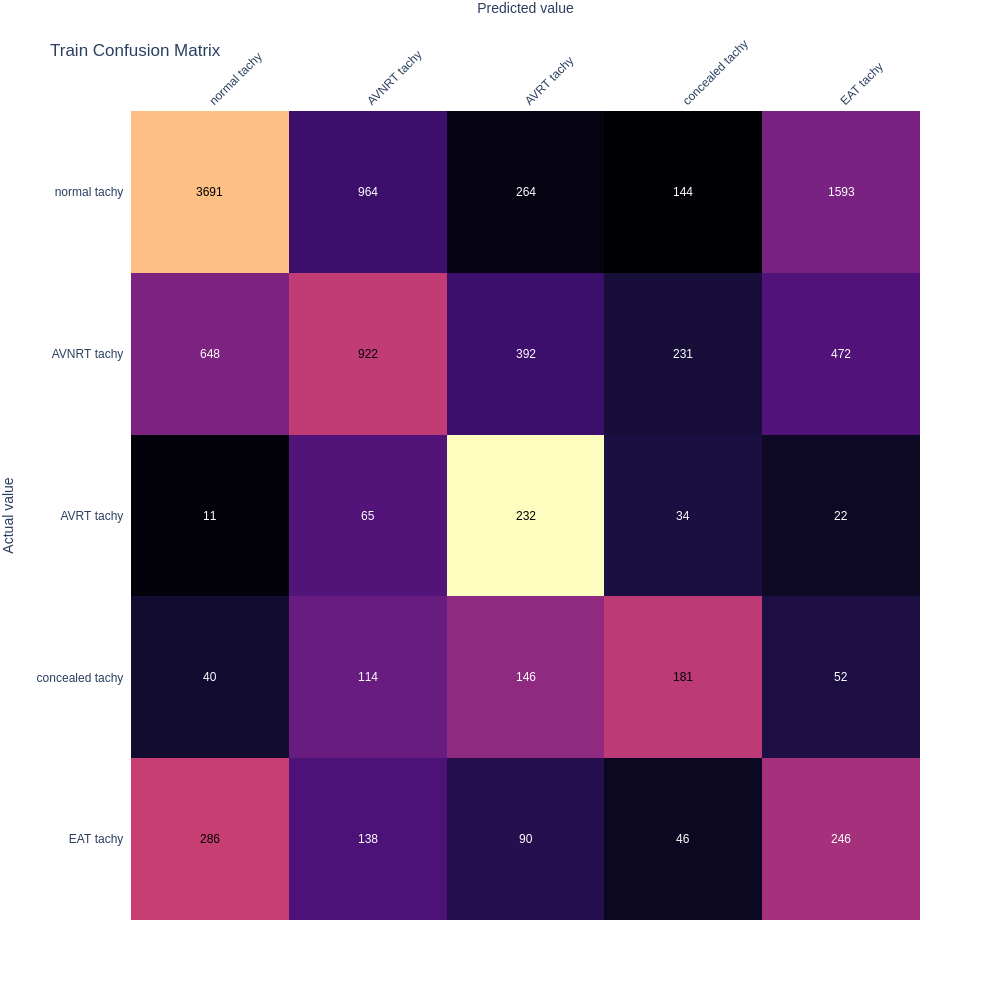 Predicted value
Train Confusion Matrix
normal tachy AVNRT tachy AVRT tachy concealed tachy EAT tachy
normal tachy 3691 964 264 144 1593
AVNRT tachy 648 922 392 231 472
Actual value
AVRT tachy 11 65 232 34 22
concealed tachy 40 114 146 181 52
EAT tachy 286 138 90 46 246